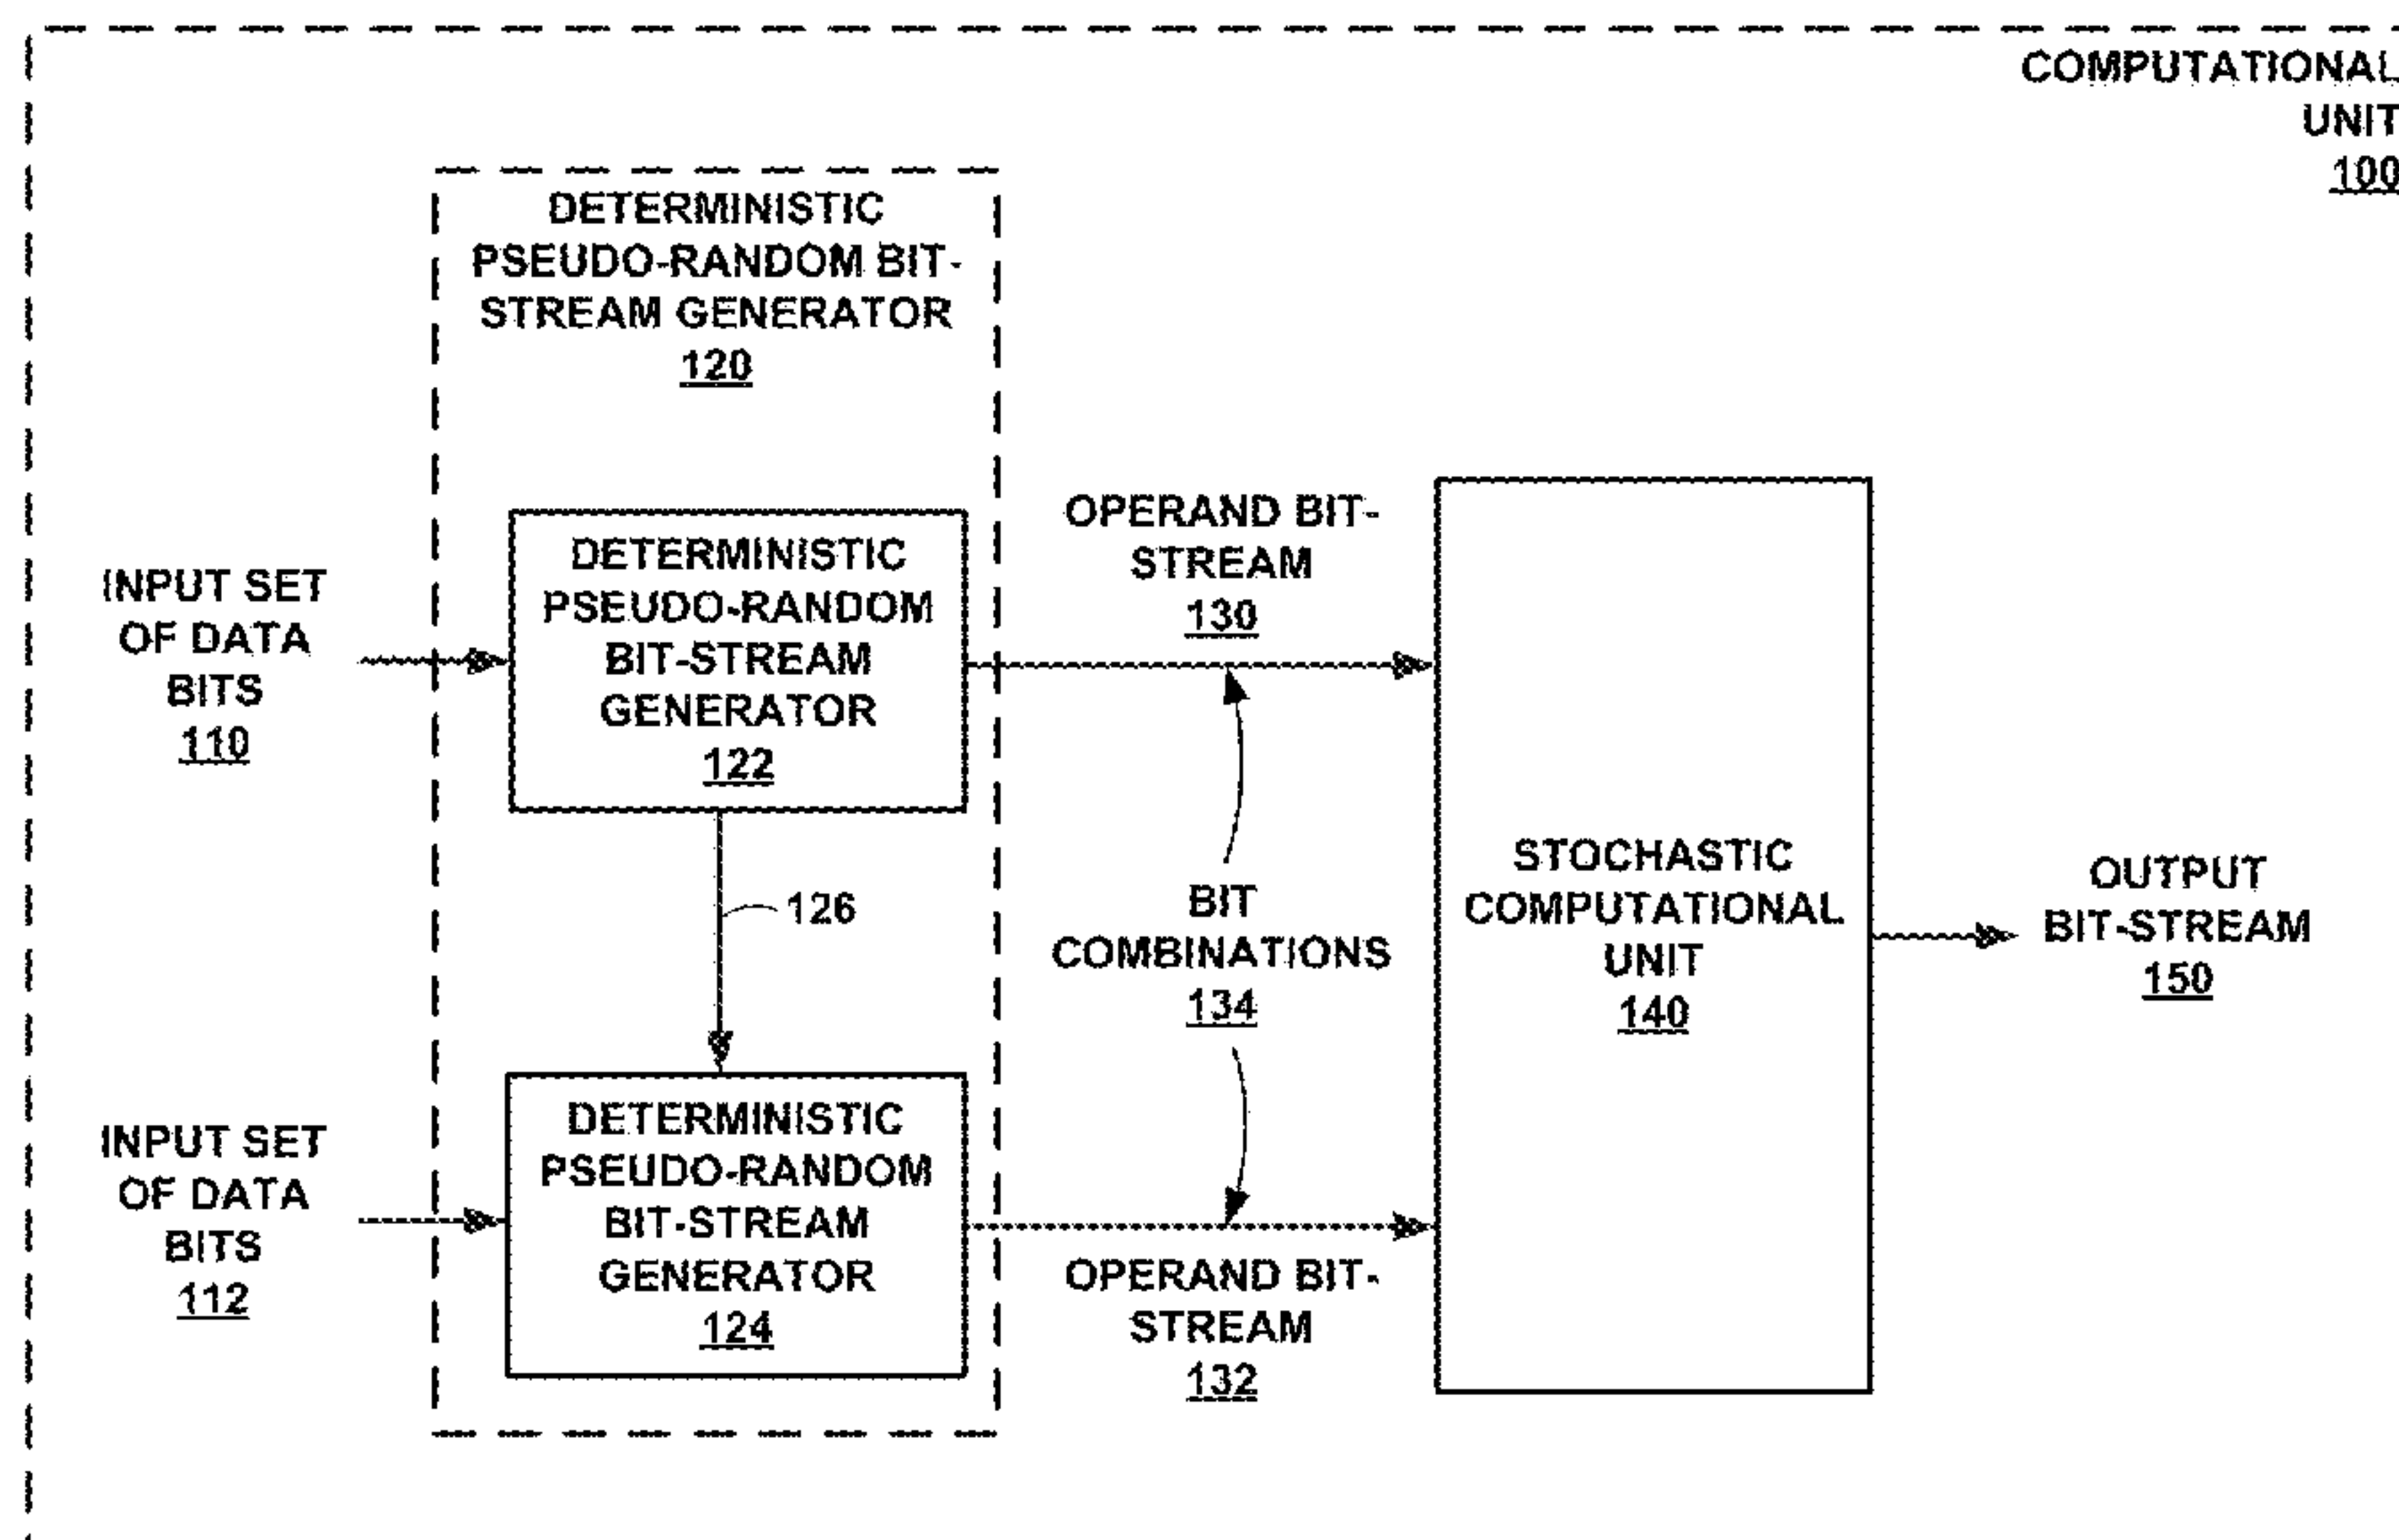 COMPUTATIONAL
UNIT
100
DETERMINISTIC
PSEUDO-RANDOM BIT-
STREAM GENERATOR
120
INPUT SET
OF DATA
BITS
110
DETERMINISTIC
PSEUDO-RANDOM
BIT-STREAM
GENERATOR
122
OPERAND BIT-
STREAM
130
126
BIT
COMBINATIONS
134
STOCHASTIC
COMPUTATIONAL
UNIT
140
OUTPUT
BIT-STREAM
150
INPUT SET
OF DATA
BITS
112
DETERMINISTIC
PSEUDO-RANDOM
BIT-STREAM
GENERATOR
124
OPERAND BIT-
STREAM
132